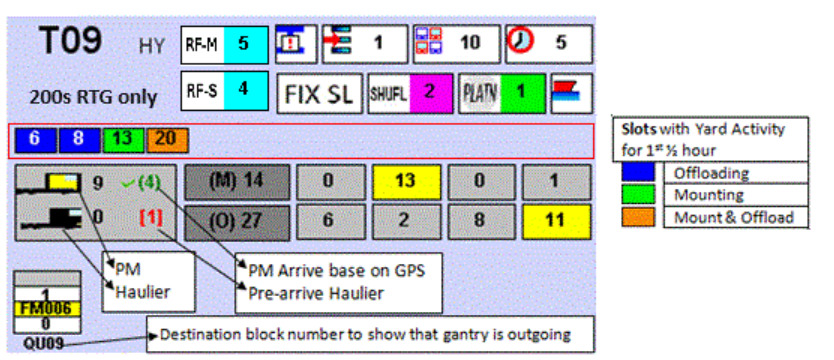 T09 HY RF-M 5 1 10 5
200s RTG only RF-S 4 FIX SL SHUFL 2 PLATN 1
6 8 13 20
9 (4) (M) 14 0 13 0 1
0 [1] (O) 27 6 2 8 11
PM
Haulier
PM Arrive base on GPS
Pre-arrive Haulier
1
FM006
0
QU09
Destination block number to show that gantry is outgoing
Slots with Yard Activity
for 1st ½ hour
Offloading
Mounting
Mount & Offload